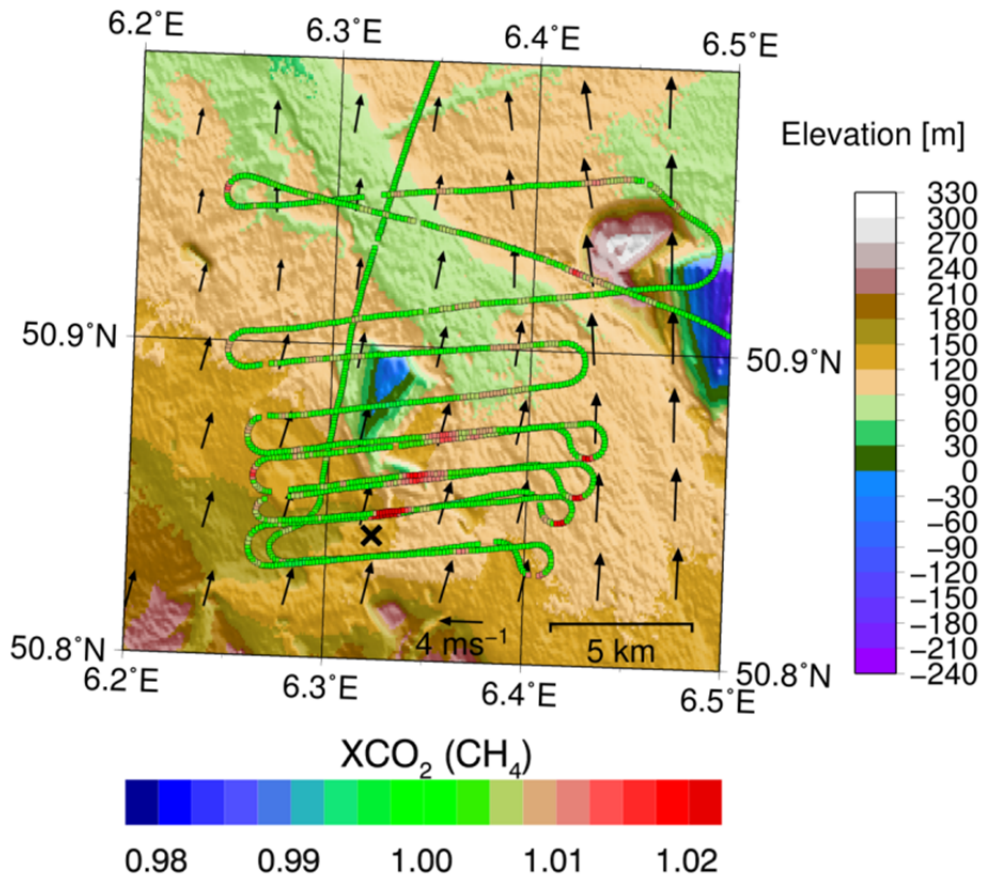 6.2˚E 6.3˚E 6.4˚E 6.5˚E
Elevation [m]
330
300
270
240
210
180
150
120
90
60
30
0
−30
−60
−90
−120
−150
−180
−210
−240
50.9˚N 50.9˚N
4 ms⁻¹ 5 km
50.8˚N 50.8˚N
6.2˚E 6.3˚E 6.4˚E 6.5˚E
XCO₂ (CH₄)
0.98 0.99 1.00 1.01 1.02